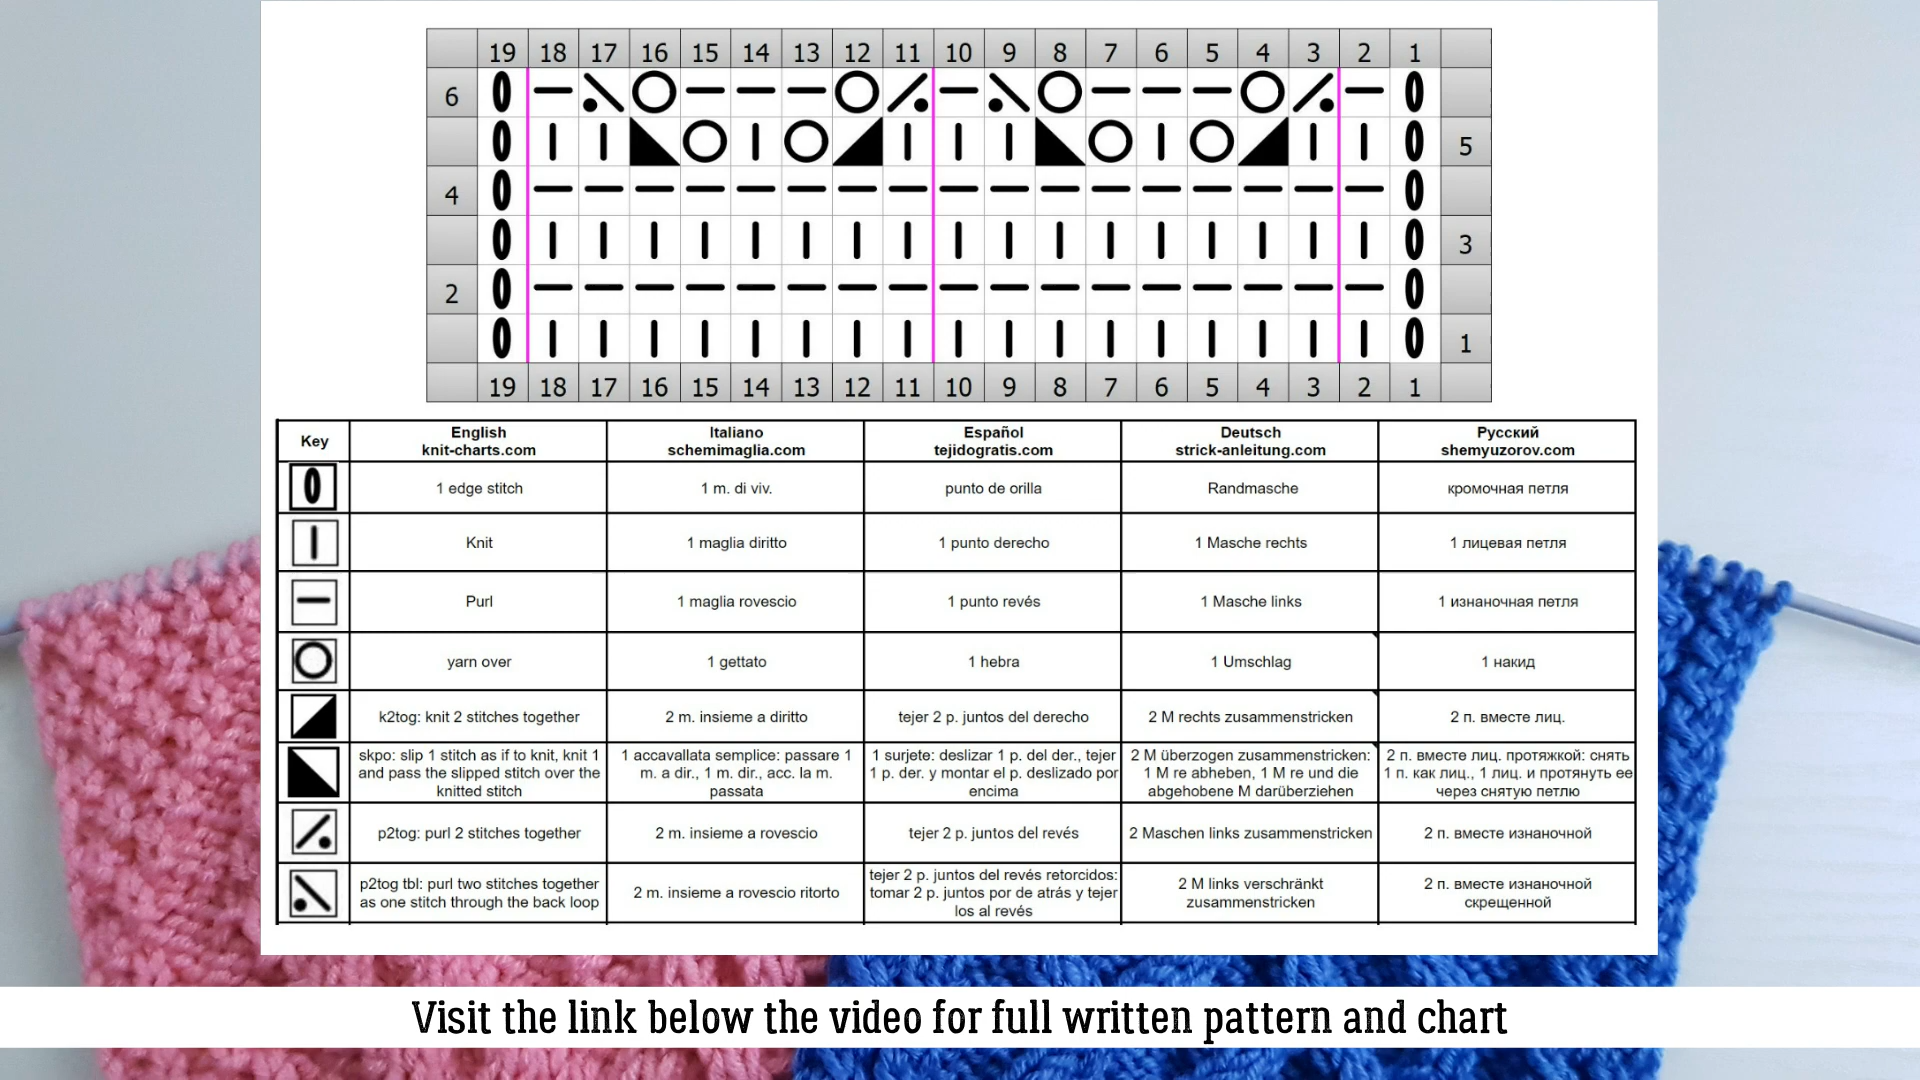 19 18 17 16 15 14 13 12 11 10 9 8 7 6 5 4 3 2 1
6
5
4
3
2
1
19 18 17 16 15 14 13 12 11 10 9 8 7 6 5 4 3 2 1
Key
English
knit-charts.com
Italiano
schemimaglia.com
Español
tejidogratis.com
Deutsch
strick-anleitung.com
Русский
shemyuzorov.com
1 edge stitch
1 m. di viv.
punto de orilla
Randmasche
кромочная петля
Knit
1 maglia diritto
1 punto derecho
1 Masche rechts
1 лицевая петля
Purl
1 maglia rovescio
1 punto revés
1 Masche links
1 изнаночная петля
yarn over
1 gettato
1 hebra
1 Umschlag
1 накид
k2tog: knit 2 stitches together
2 m. insieme a diritto
tejer 2 p. juntos del derecho
2 M rechts zusammenstricken
2 п. вместе лиц.
skpo: slip 1 stitch as if to knit, knit 1
and pass the slipped stitch over the
knitted stitch
1 accavallata semplice: passare 1
m. a dir., 1 m. dir., acc. la m.
passata
1 surjete: deslizar 1 p. del der., tejer
1 p. der. y montar el p. deslizado por
encima
2 M überzogen zusammenstricken:
1 M re abheben, 1 M re und die
abgehobene M darüberziehen
2 п. вместе лиц. протяжкой: снять
1 п. как лиц., 1 лиц. и протянуть ее
через снятую петлю
p2tog: purl 2 stitches together
2 m. insieme a rovescio
tejer 2 p. juntos del revés
2 Maschen links zusammenstricken
2 п. вместе изнаночной
p2tog tbl: purl two stitches together
as one stitch through the back loop
2 m. insieme a rovescio ritorto
tejer 2 p. juntos del revés retorcidos:
tomar 2 p. juntos por de atrás y tejer
los al revés
2 M links verschränkt
zusammenstricken
2 п. вместе изнаночной
скрещенной
Visit the link below the video for full written pattern and chart